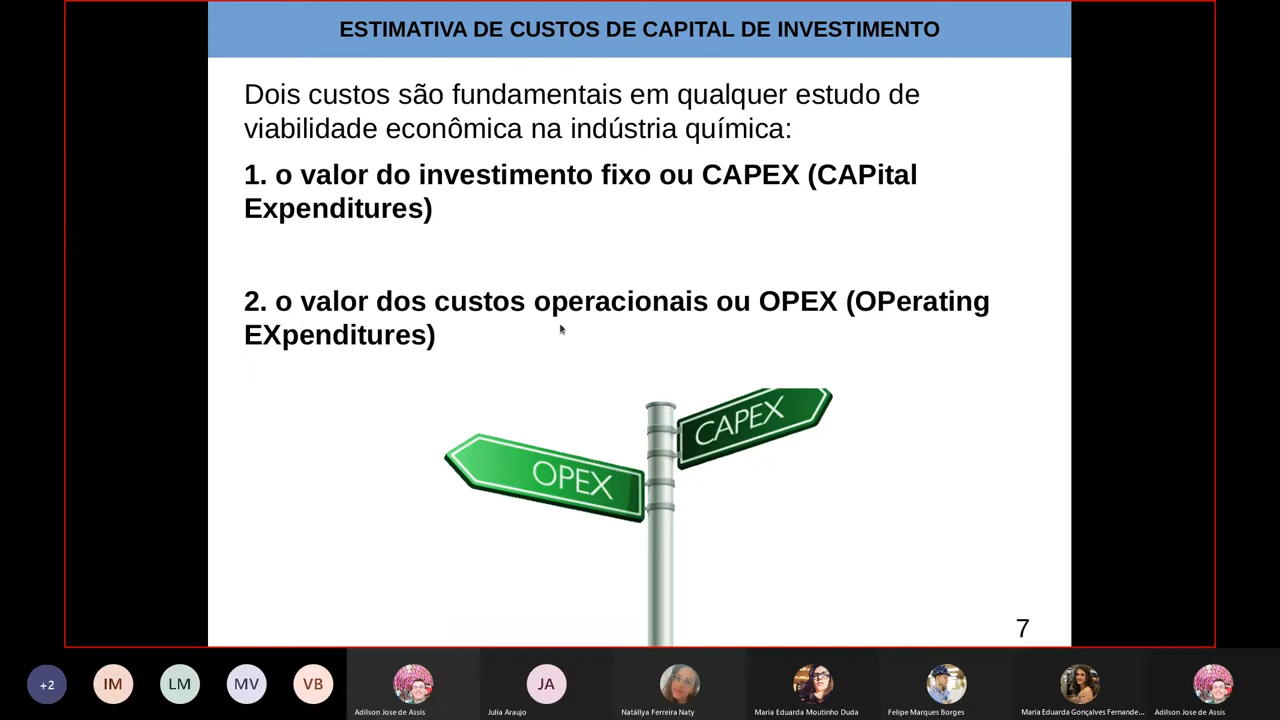 ESTIMATIVA DE CUSTOS DE CAPITAL DE INVESTIMENTO
Dois custos são fundamentais em qualquer estudo de
viabilidade econômica na indústria química:
1. o valor do investimento fixo ou CAPEX (CAPital
Expenditures)
2. o valor dos custos operacionais ou OPEX (OPerating
EXpenditures)
CAPEX
OPEX
7
+2
IM
LM
MV
VB
JA
Adilson Jose de Assis
Julia Araujo
Natállya Ferreira Naty
Maria Eduarda Moutinho Duda
Felipe Marques Borges
Maria Eduarda Gonçalves Fernande...
Adilson Jose de Assis